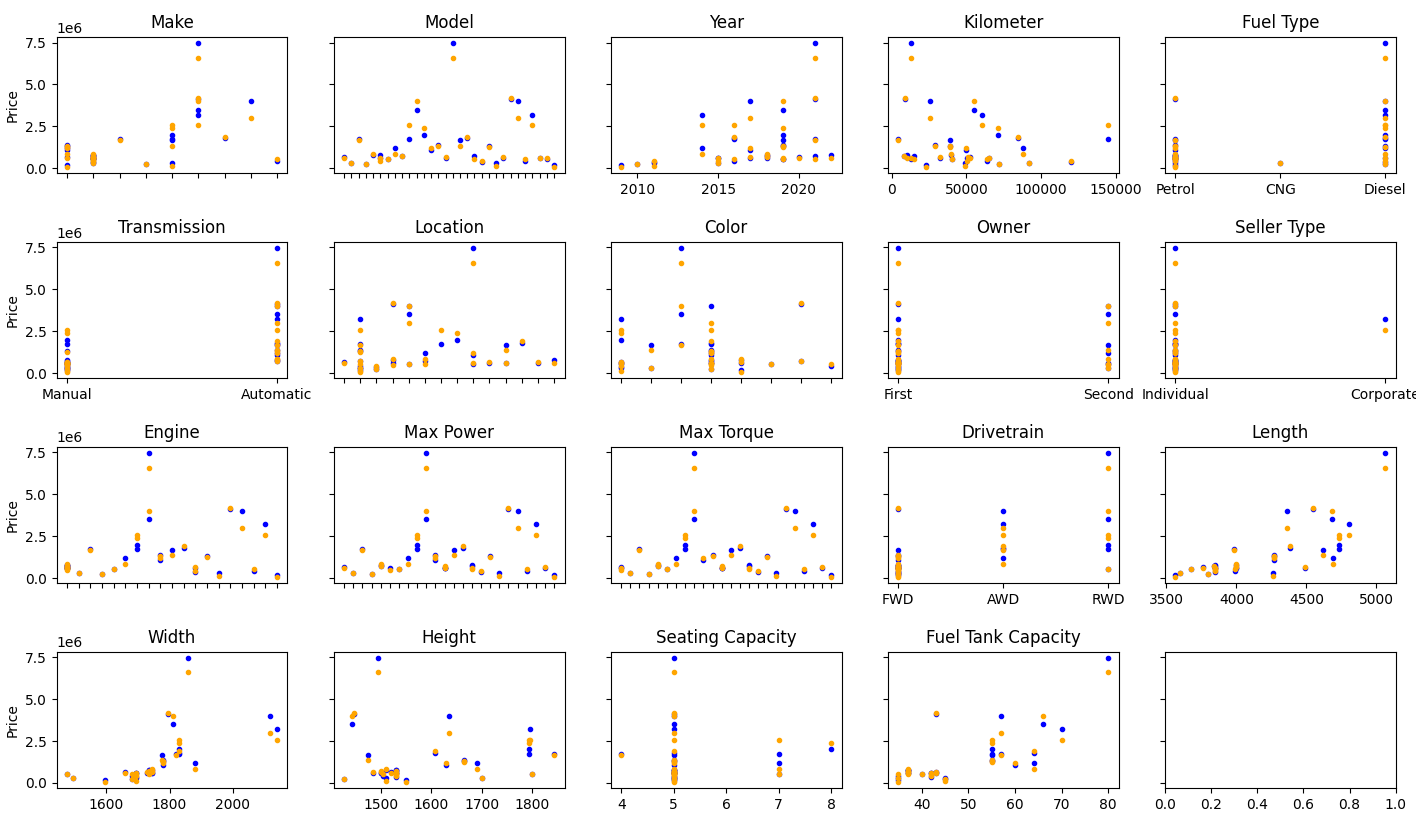 Make Model Year Kilometer Fuel Type
1e6
7.5
5.0
2.5
0.0
Price
2010 2015 2020
0 50000 100000 150000
Petrol CNG Diesel
Transmission Location Color Owner Seller Type
1e6
7.5
5.0
2.5
0.0
Price
Manual Automatic
First Second
Individual Corporate
Engine Max Power Max Torque Drivetrain Length
1e6
7.5
5.0
2.5
0.0
Price
FWD AWD RWD
3500 4000 4500 5000
Width Height Seating Capacity Fuel Tank Capacity
1e6
7.5
5.0
2.5
0.0
Price
1600 1800 2000
1500 1600 1700 1800
4 5 6 7 8
40 50 60 70 80
0.0 0.2 0.4 0.6 0.8 1.0